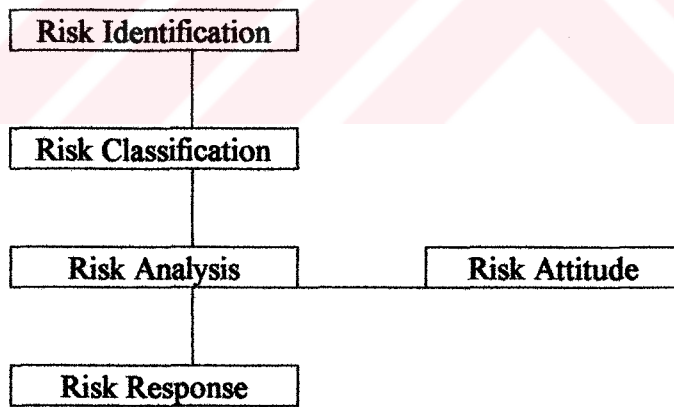 Risk Identification
Risk Classification
Risk Analysis
Risk Attitude
Risk Response